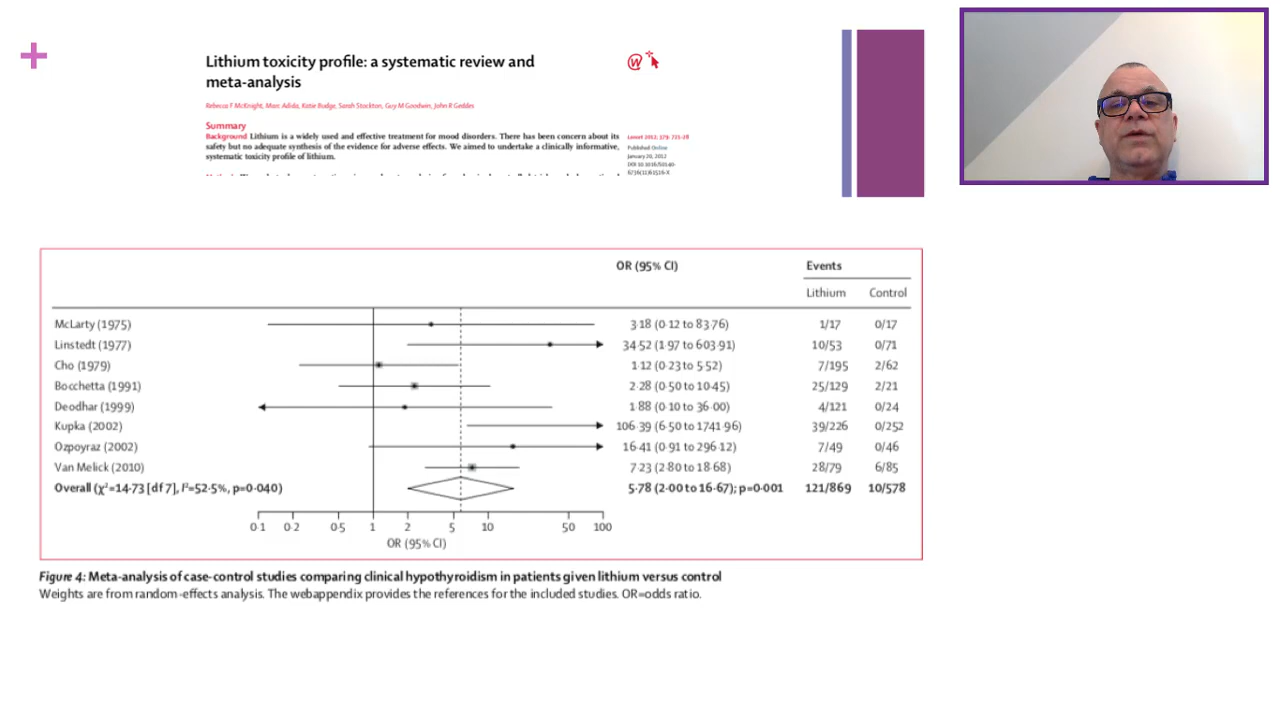 Lithium toxicity profile: a systematic review and
meta-analysis
Rebecca F McKnight, Marc Adida, Katie Budge, Sarah Stockton, Guy M Goodwin, John R Geddes
Summary
Background Lithium is a widely used and effective treatment for mood disorders. There has been concern about its
safety but no adequate synthesis of the evidence for adverse effects. We aimed to undertake a clinically informative,
systematic toxicity profile of lithium.
Lancet 2012; 379: 721–28
Published Online
January 20, 2012
DOI:10.1016/S0140-
6736(11)61516-X
OR (95% CI) Events
Lithium Control
McLarty (1975) 3·18 (0·12 to 83·76) 1/17 0/17
Linstedt (1977) 34·52 (1·97 to 603·91) 10/53 0/71
Cho (1979) 1·12 (0·23 to 5·52) 7/195 2/62
Bocchetta (1991) 2·28 (0·50 to 10·45) 25/129 2/21
Deodhar (1999) 1·88 (0·10 to 36·00) 4/121 0/24
Kupka (2002) 106·39 (6·50 to 1741·96) 39/226 0/252
Ozpoyraz (2002) 16·41 (0·91 to 296·12) 7/49 0/46
Van Melick (2010) 7·23 (2·80 to 18·68) 28/79 6/85
Overall (χ²=14·73 [df 7], I²=52·5%, p=0·040) 5·78 (2·00 to 16·67); p=0·001 121/869 10/578
0·1 0·2 0·5 1 2 5 10 50 100
OR (95% CI)
Figure 4: Meta-analysis of case-control studies comparing clinical hypothyroidism in patients given lithium versus control
Weights are from random-effects analysis. The webappendix provides the references for the included studies. OR=odds ratio.